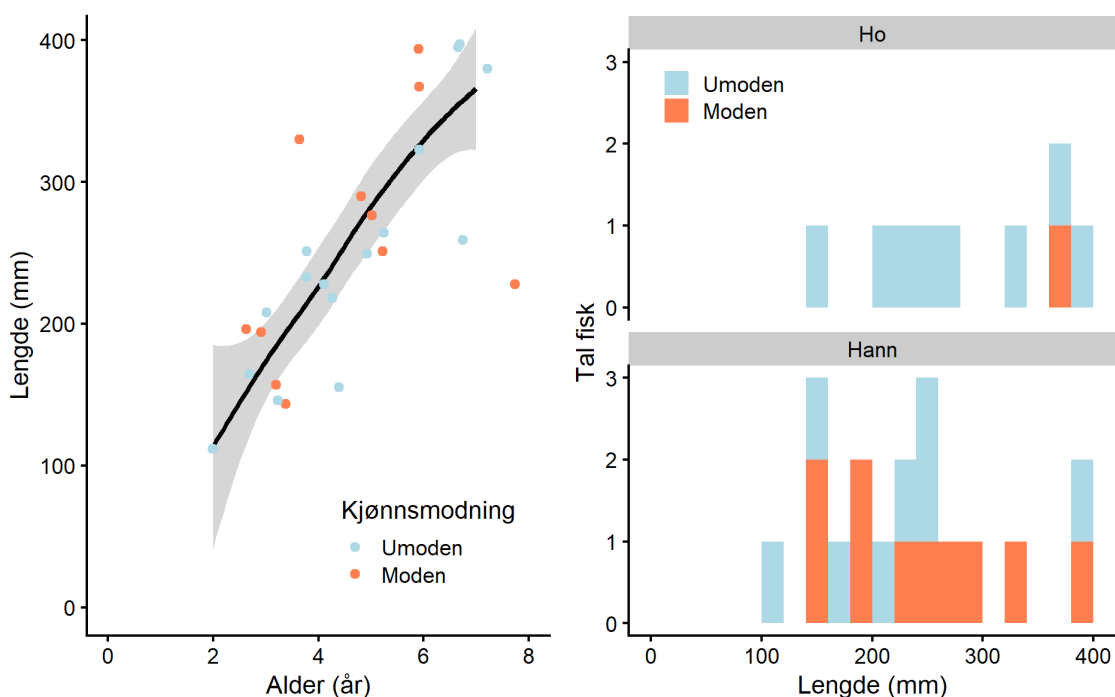 400
300
200
100
0
Lengde (mm)
Kjønnsmodning
Umoden
Moden
0 2 4 6 8
Alder (år)
Ho
3
2
1
0
Umoden
Moden
Tal fisk
Hann
3
2
1
0
0 100 200 300 400
Lengde (mm)